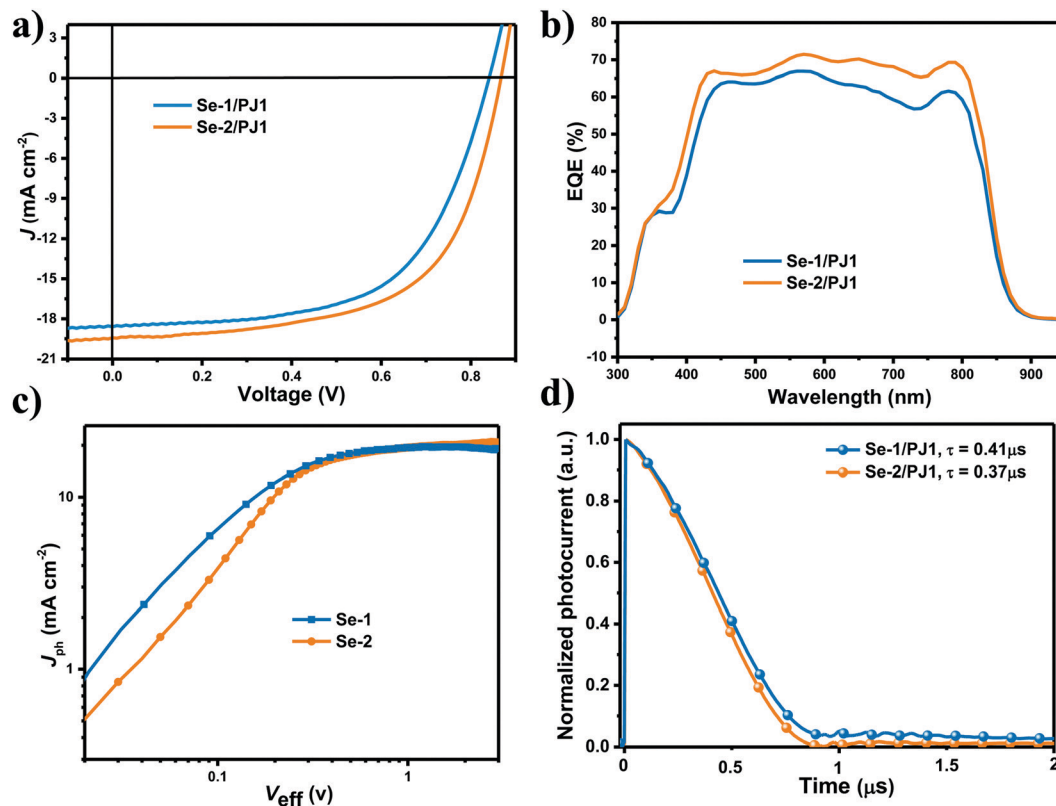 a)
3
0
-3
-6
-9
-12
-15
-18
-21
J (mA cm⁻²)
Se-1/PJ1
Se-2/PJ1
0.0 0.2 0.4 0.6 0.8
Voltage (V)
b)
80
70
60
50
40
30
20
10
0
-10
EQE (%)
Se-1/PJ1
Se-2/PJ1
300 400 500 600 700 800 900
Wavelength (nm)
c)
10
1
Jph (mA cm⁻²)
Se-1
Se-2
0.1 1
Veff (v)
d)
1.0
0.8
0.6
0.4
0.2
0.0
Normalized photocurrent (a.u.)
Se-1/PJ1, τ = 0.41μs
Se-2/PJ1, τ = 0.37μs
0 0.5 1 1.5 2
Time (μs)